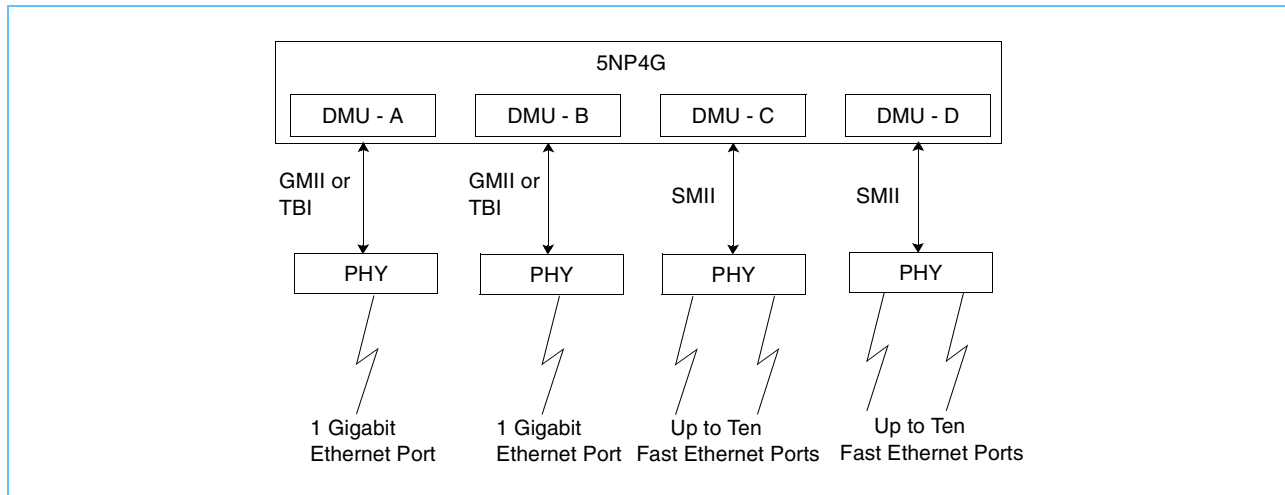 5NP4G
DMU - A
DMU - B
DMU - C
DMU - D
GMII or
TBI
GMII or
TBI
SMII
SMII
PHY
PHY
PHY
PHY
1 Gigabit
Ethernet Port
1 Gigabit
Ethernet Port
Up to Ten
Fast Ethernet Ports
Up to Ten
Fast Ethernet Ports